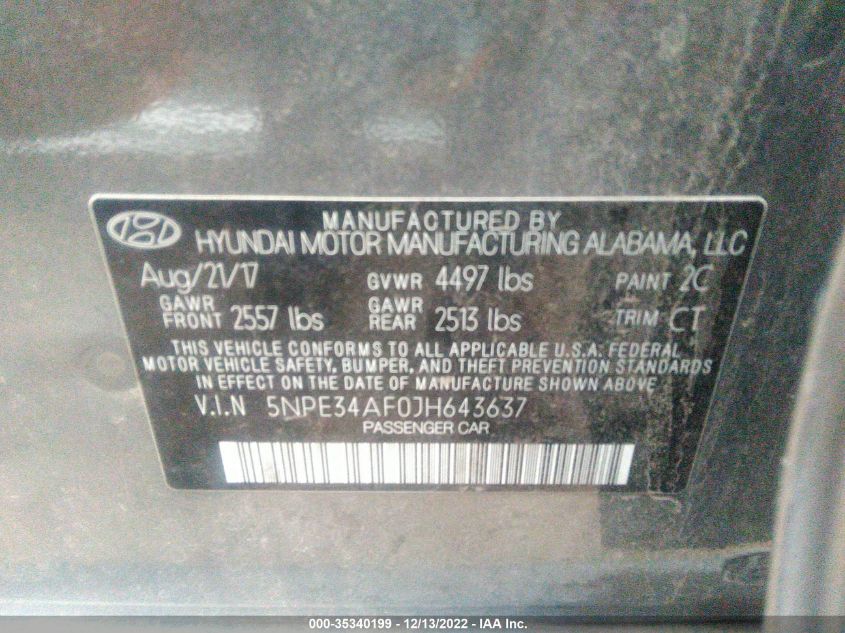 MANUFACTURED BY
HYUNDAI MOTOR MANUFACTURING ALABAMA, LLC
Aug/21/17 GVWR 4497 lbs PAINT 2C
GAWR FRONT 2557 lbs GAWR REAR 2513 lbs TRIM CT
THIS VEHICLE CONFORMS TO ALL APPLICABLE U.S.A. FEDERAL
MOTOR VEHICLE SAFETY, BUMPER, AND THEFT PREVENTION STANDARDS
IN EFFECT ON THE DATE OF MANUFACTURE SHOWN ABOVE
V.I.N 5NPE34AF0JH643637
PASSENGER CAR
000-35340199 - 12/13/2022 - IAA Inc.